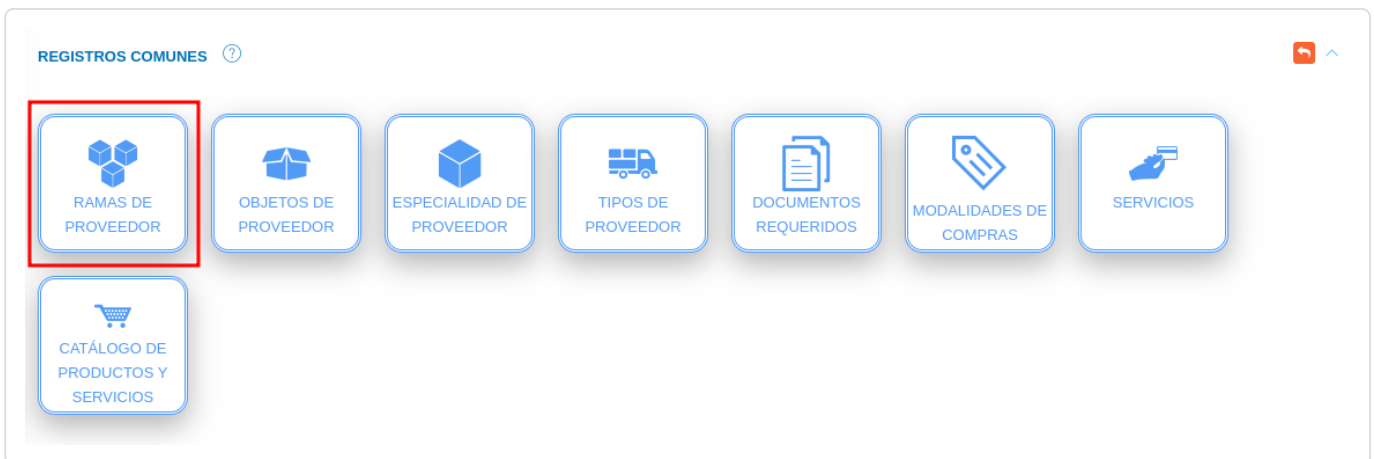 REGISTROS COMUNES ?
RAMAS DE
PROVEEDOR
OBJETOS DE
PROVEEDOR
ESPECIALIDAD DE
PROVEEDOR
TIPOS DE
PROVEEDOR
DOCUMENTOS
REQUERIDOS
MODALIDADES DE
COMPRAS
SERVICIOS
CATÁLOGO DE
PRODUCTOS Y
SERVICIOS